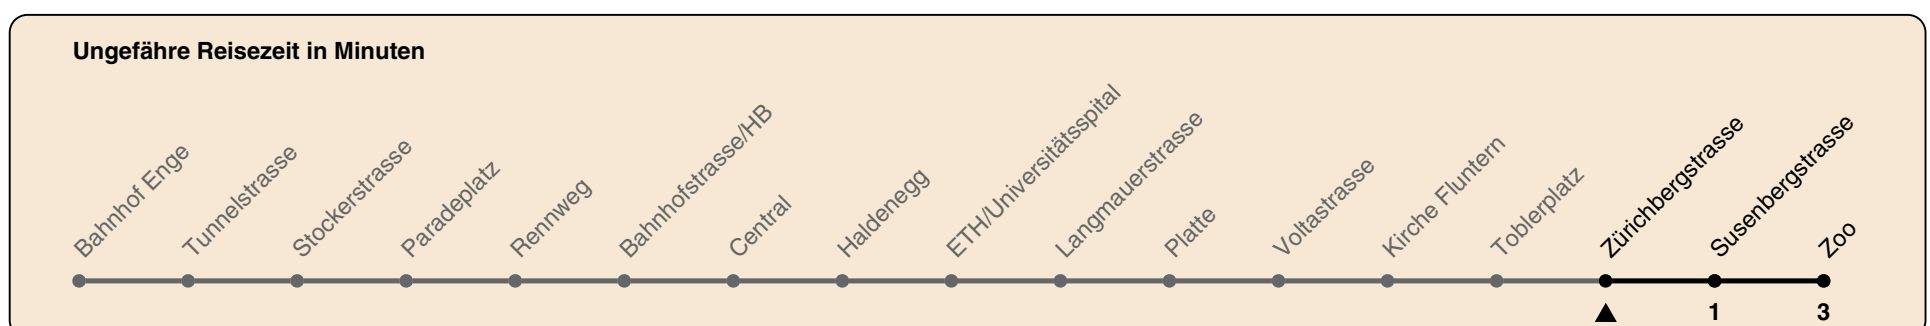 Ungefähre Reisezeit in Minuten
Bahnhof Enge
Tunnelstrasse
Stockerstrasse
Paradeplatz
Rennweg
Bahnhofstrasse/HB
Central
Haldenegg
ETH/Universitätsspital
Langmauerstrasse
Platte
Voltastrasse
Kirche Fluntern
Toblerplatz
Zürichbergstrasse
Susenbergstrasse
Zoo
1
3